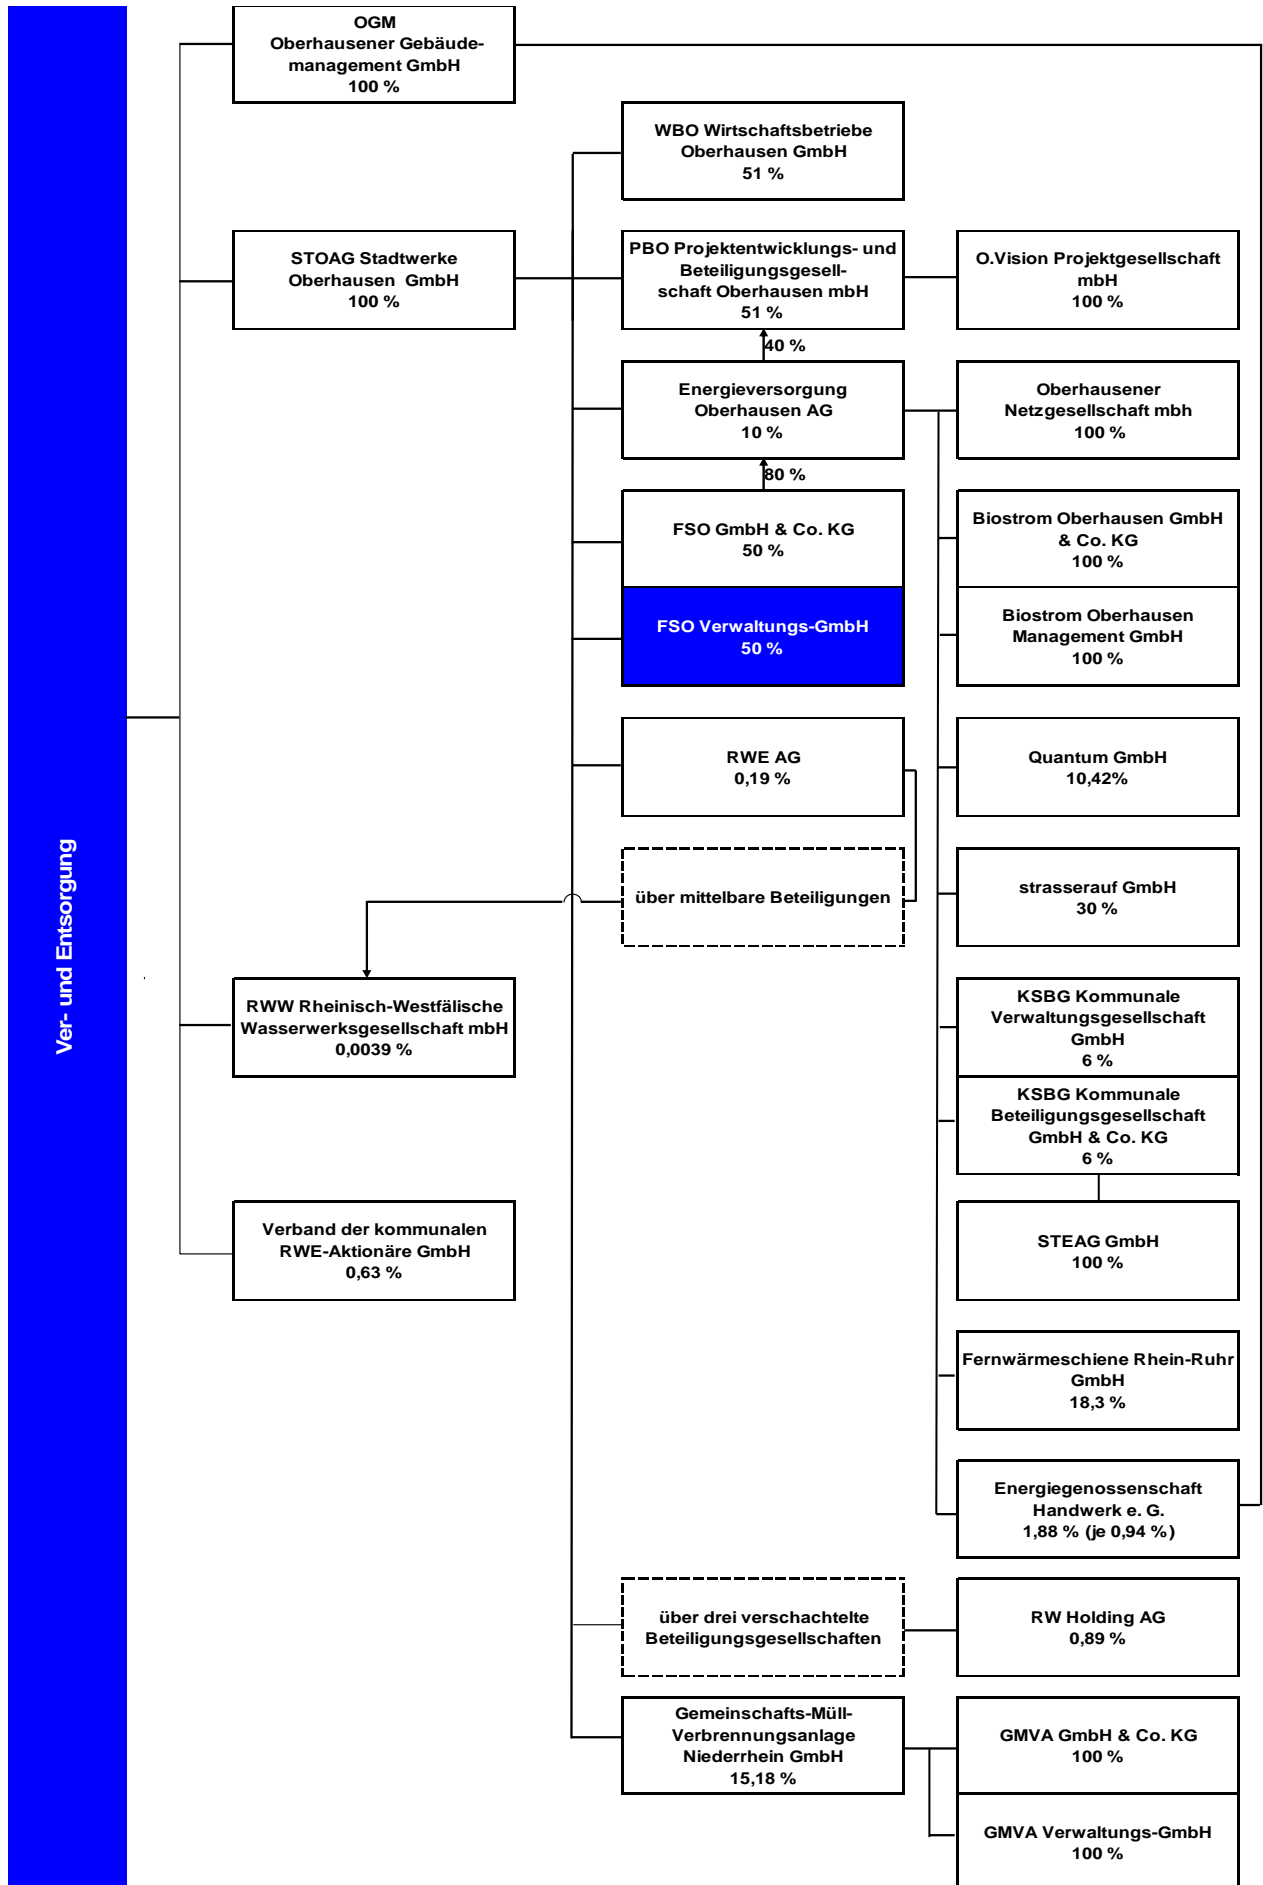 Ver- und Entsorgung
OGM
Oberhausener Gebäude-
management GmbH
100 %
WBO Wirtschaftsbetriebe
Oberhausen GmbH
51 %
STOAG Stadtwerke
Oberhausen GmbH
100 %
PBO Projektentwicklungs- und
Beteiligungsgesell-
schaft Oberhausen mbH
51 %
O.Vision Projektgesellschaft
mbH
100 %
40 %
Energieversorgung
Oberhausen AG
10 %
Oberhausener
Netzgesellschaft mbh
100 %
80 %
FSO GmbH & Co. KG
50 %
Biostrom Oberhausen GmbH
& Co. KG
100 %
FSO Verwaltungs-GmbH
50 %
Biostrom Oberhausen
Management GmbH
100 %
RWE AG
0,19 %
Quantum GmbH
10,42%
über mittelbare Beteiligungen
strasserauf GmbH
30 %
RWW Rheinisch-Westfälische
Wasserwerksgesellschaft mbH
0,0039 %
KSBG Kommunale
Verwaltungsgesellschaft
GmbH
6 %
KSBG Kommunale
Beteiligungsgesellschaft
GmbH & Co. KG
6 %
Verband der kommunalen
RWE-Aktionäre GmbH
0,63 %
STEAG GmbH
100 %
Fernwärmeschiene Rhein-Ruhr
GmbH
18,3 %
Energiegenossenschaft
Handwerk e. G.
1,88 % (je 0,94 %)
über drei verschachtelte
Beteiligungsgesellschaften
RW Holding AG
0,89 %
Gemeinschafts-Müll-
Verbrennungsanlage
Niederrhein GmbH
15,18 %
GMVA GmbH & Co. KG
100 %
GMVA Verwaltungs-GmbH
100 %